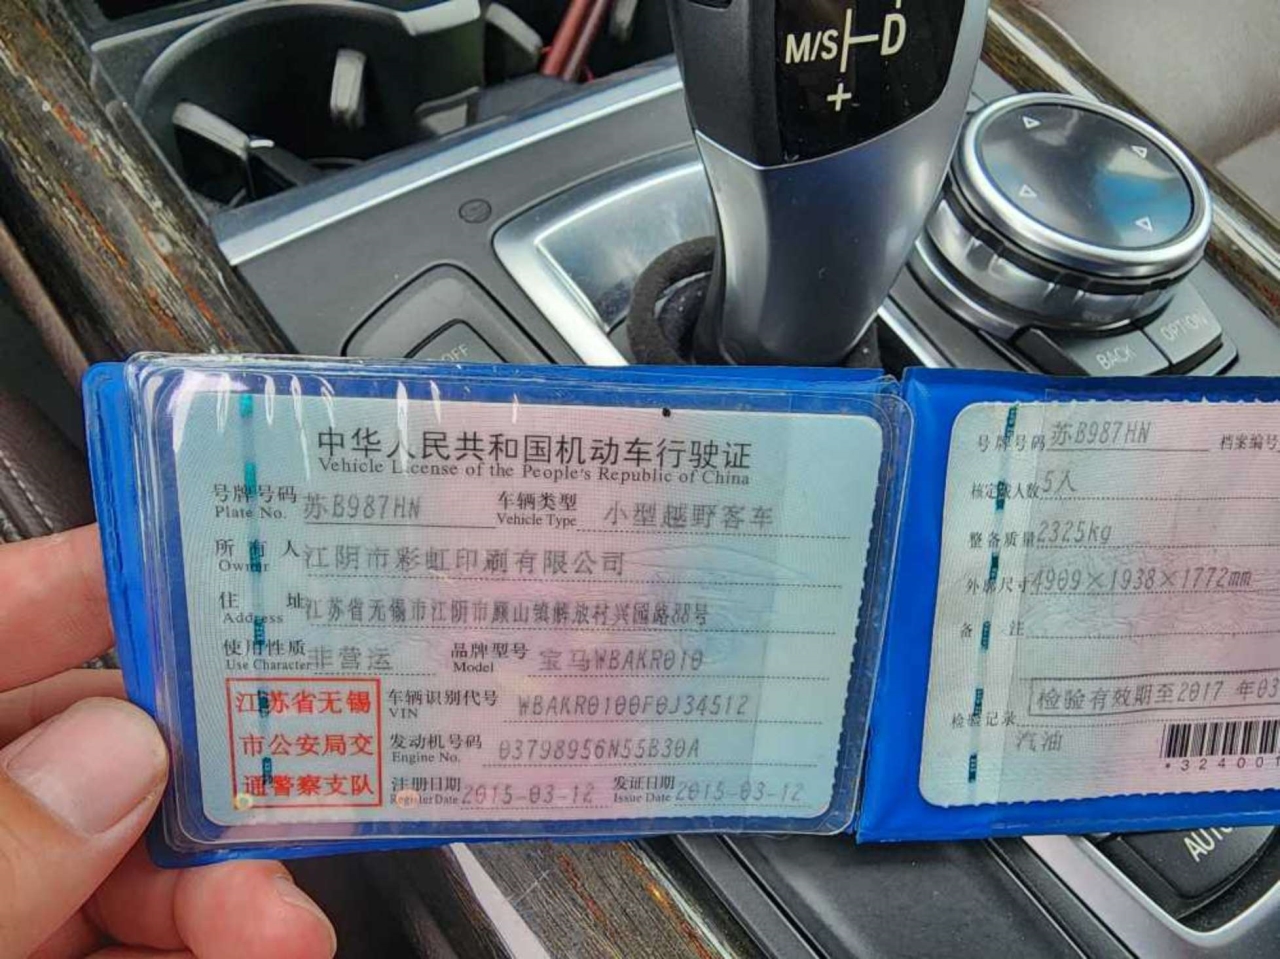 M/S D
+
OFF
BACK
OPTION
中华人民共和国机动车行驶证
Vehicle License of the People's Republic of China
号牌号码 苏B987HN 车辆类型 小型越野客车
Plate No. Vehicle Type
所有人 江阴市彩虹印刷有限公司
Owner
住址 江苏省无锡市江阴市顾山镇解放村兴园路88号
Address
使用性质 非营运 品牌型号 宝马WBAKR010
Use Character Model
江苏省无锡
市公安局交
通警察支队
车辆识别代号 WBAKR0100F0J34512
VIN
发动机号码 03798956N55B30A
Engine No.
注册日期 2015-03-12 发证日期 2015-03-12
Register Date Issue Date
号牌号码 苏B987HN 档案编号
核定载人数 5人
整备质量 2325kg
外廓尺寸 4909×1938×1772mm
备注
检验有效期至2017年03
检验记录
汽油
*324001
AUTO